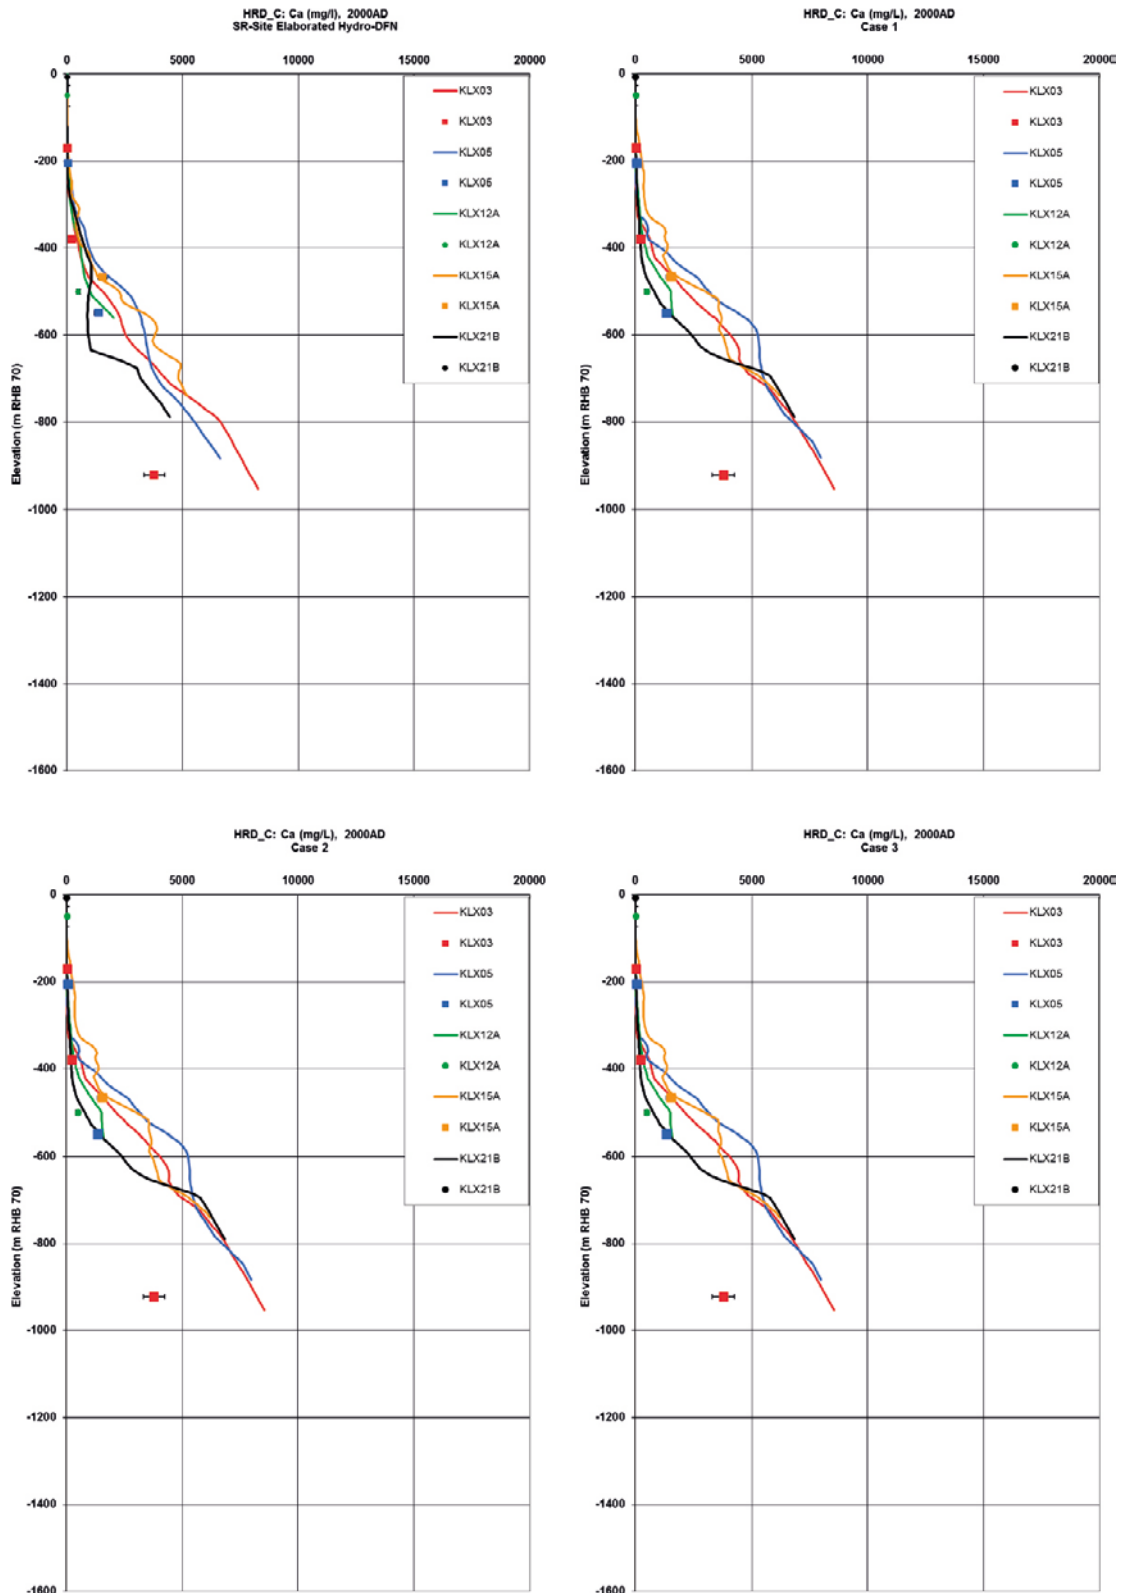 HRD_C: Ca (mg/l), 2000AD
SR-Site Elaborated Hydro-DFN
0 5000 10000 15000 20000
0
-200
-400
-600
-800
-1000
-1200
-1400
-1600
Elevation (m RHB 70)
KLX03
KLX03
KLX05
KLX05
KLX12A
KLX12A
KLX15A
KLX15A
KLX21B
KLX21B
HRD_C: Ca (mg/L), 2000AD
Case 1
0 5000 10000 15000 20000
0
-200
-400
-600
-800
-1000
-1200
-1400
-1600
Elevation (m RHB 70)
KLX03
KLX03
KLX05
KLX05
KLX12A
KLX12A
KLX15A
KLX15A
KLX21B
KLX21B
HRD_C: Ca (mg/L), 2000AD
Case 2
0 5000 10000 15000 20000
0
-200
-400
-600
-800
-1000
-1200
-1400
-1600
Elevation (m RHB 70)
KLX03
KLX03
KLX05
KLX05
KLX12A
KLX12A
KLX15A
KLX15A
KLX21B
KLX21B
HRD_C: Ca (mg/L), 2000AD
Case 3
0 5000 10000 15000 20000
0
-200
-400
-600
-800
-1000
-1200
-1400
-1600
Elevation (m RHB 70)
KLX03
KLX03
KLX05
KLX05
KLX12A
KLX12A
KLX15A
KLX15A
KLX21B
KLX21B